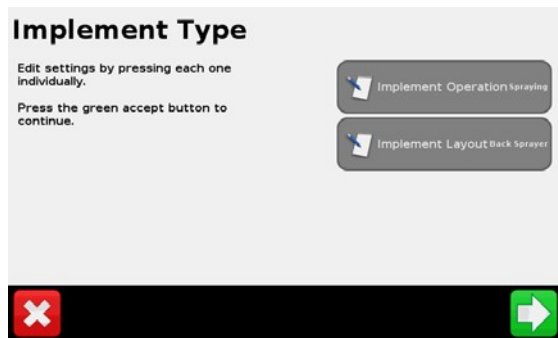 Implement Type
Edit settings by pressing each one
individually.
Press the green accept button to
continue.
Implement Operation Spraying
Implement Layout Back Sprayer